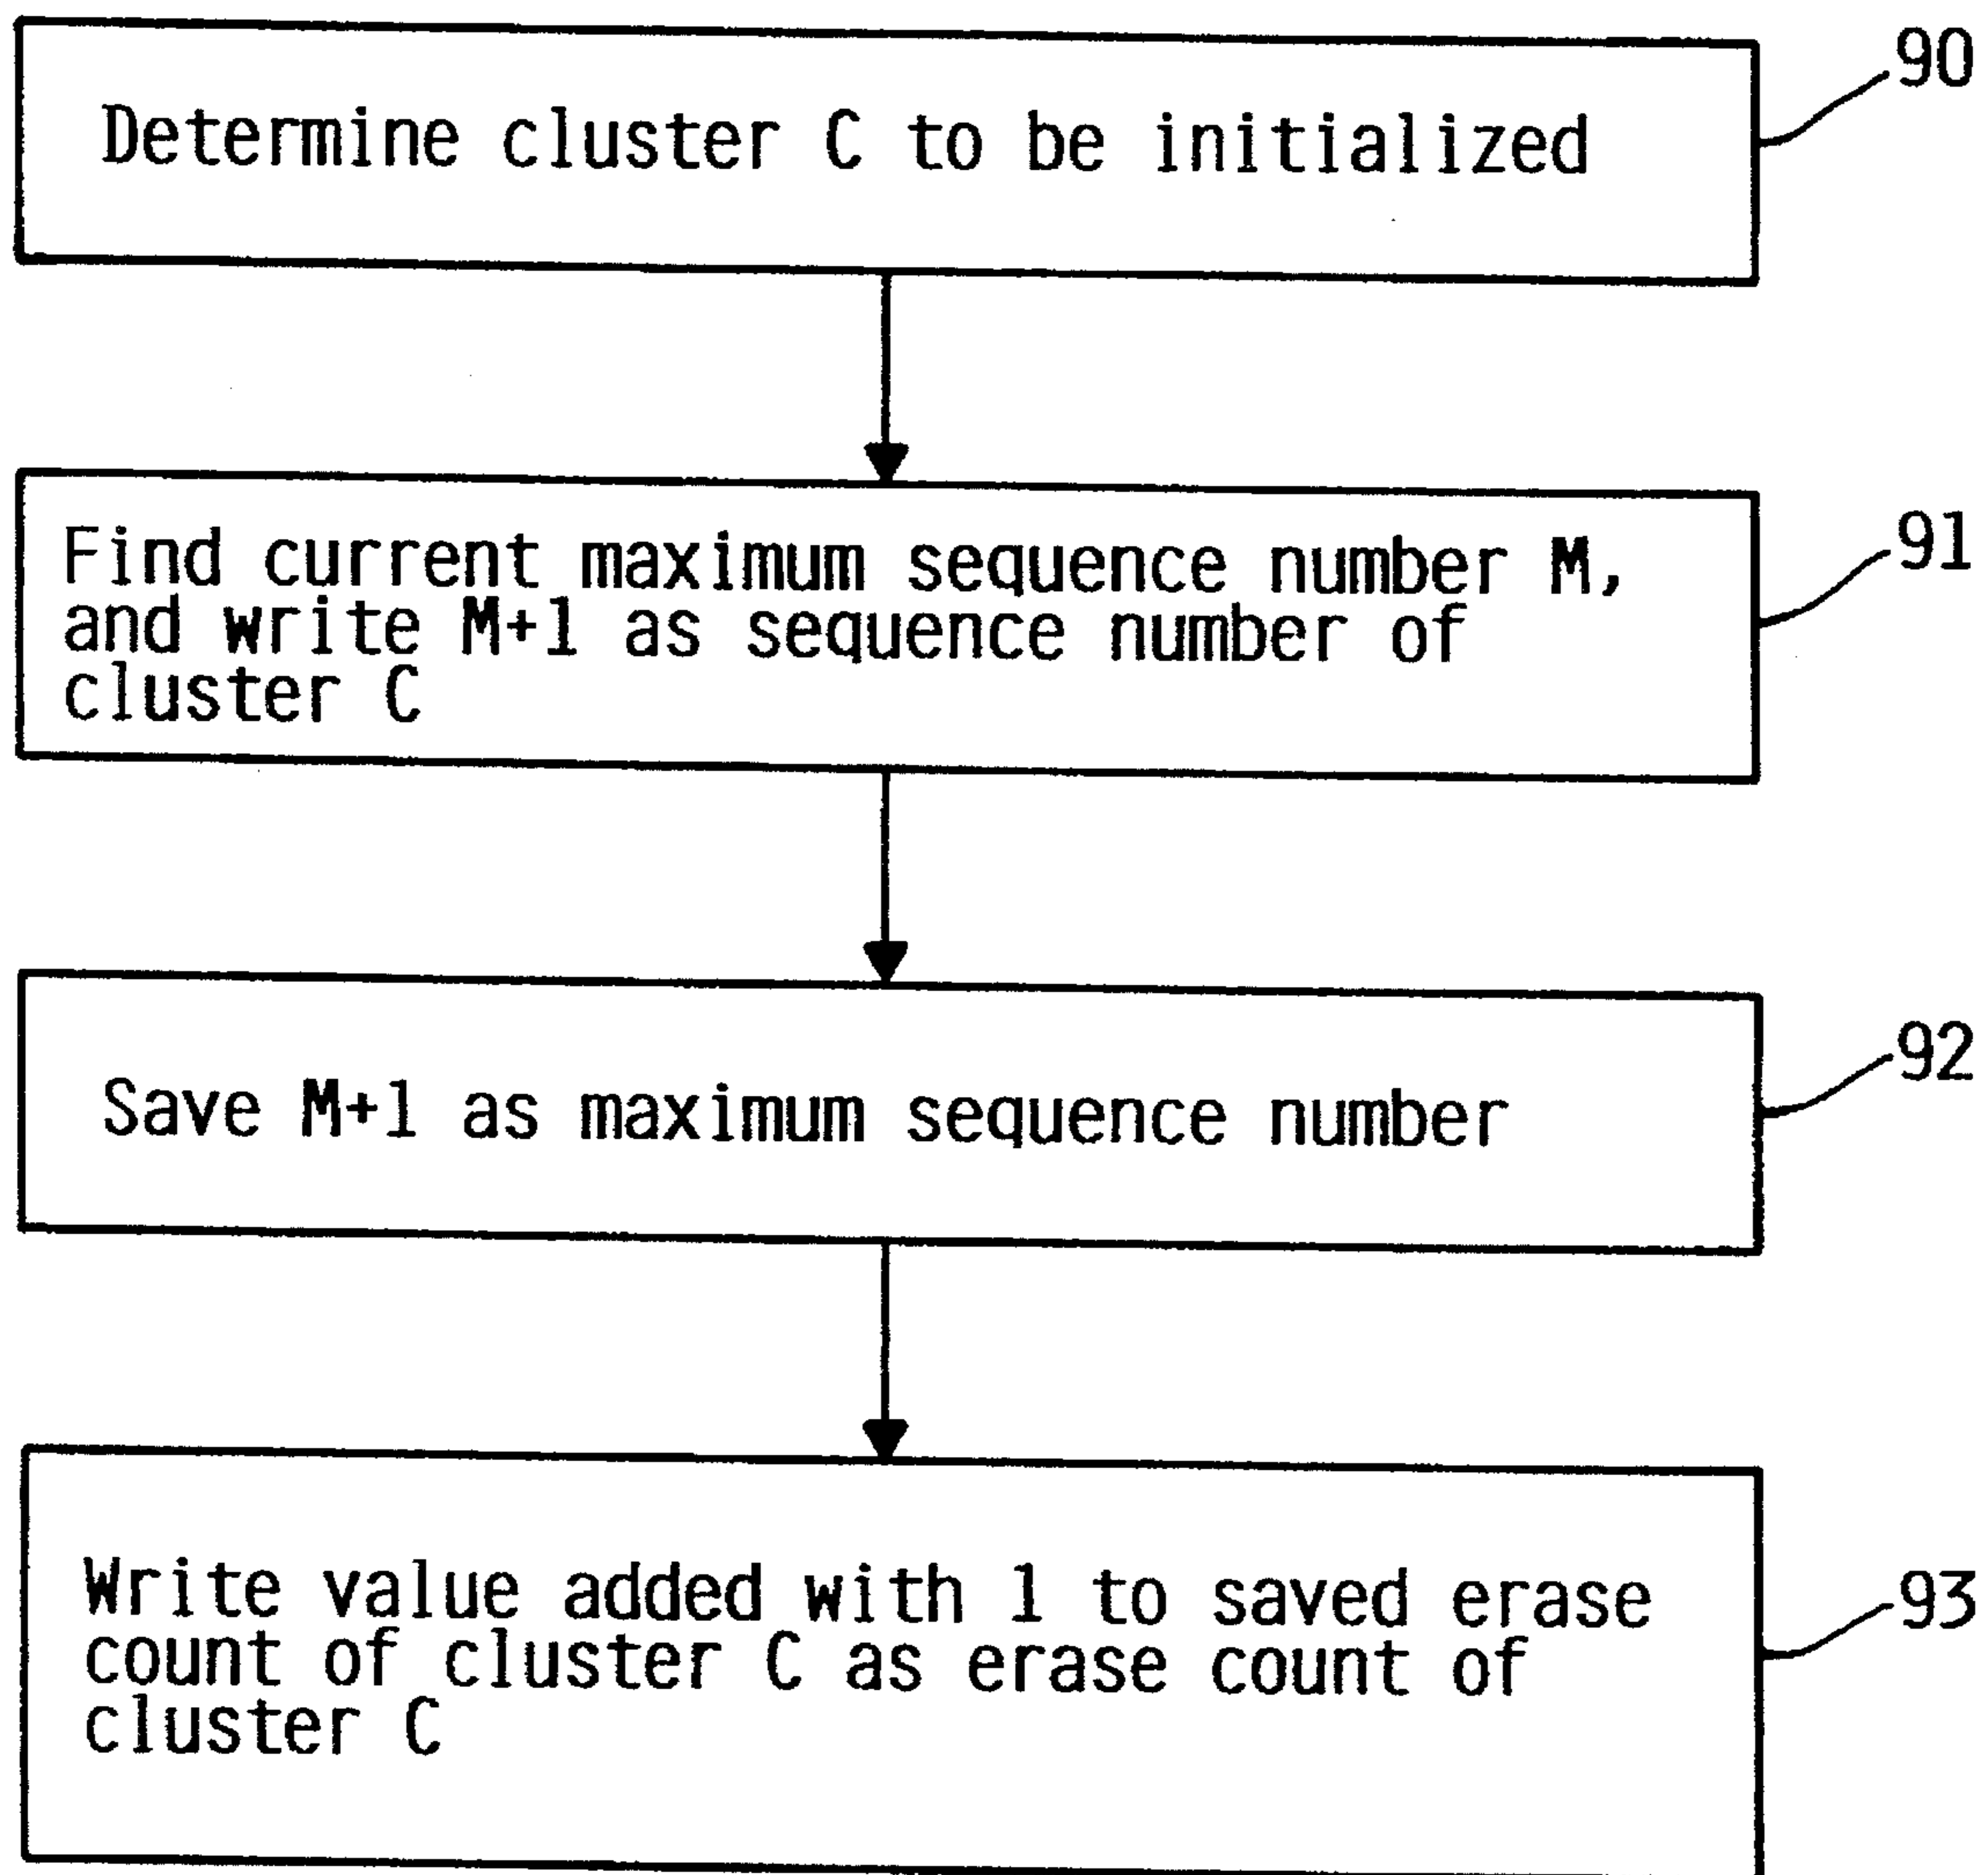 90
Determine cluster C to be initialized
91
Find current maximum sequence number M,
and write M+1 as sequence number of
cluster C
92
Save M+1 as maximum sequence number
93
Write value added with 1 to saved erase
count of cluster C as erase count of
cluster C